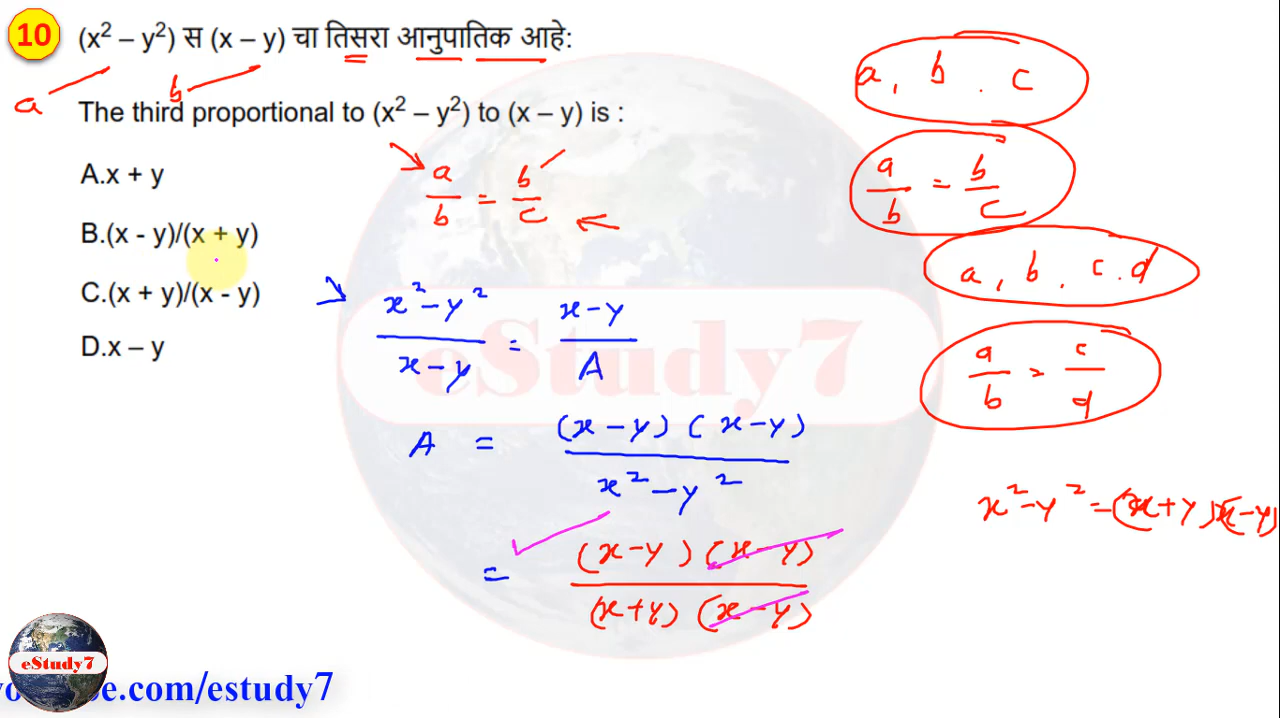 10 (x² – y²) स (x – y) चा तिसरा आनुपातिक आहे:
a b
The third proportional to (x² – y²) to (x – y) is :
A.x + y
B.(x - y)/(x + y)
C.(x + y)/(x - y)
D.x – y
a/b = b/c
x²-y²/x-y = x-y/A
A = (x-y)(x-y)/x²-y²
= (x-y)(x-y)/(x+y)(x-y)
a, b . c
a/b = b/c
a, b. c.d
a/b = c/d
x²-y² = (x+y)(x-y)
eStudy7
eStudy7
be.com/estudy7